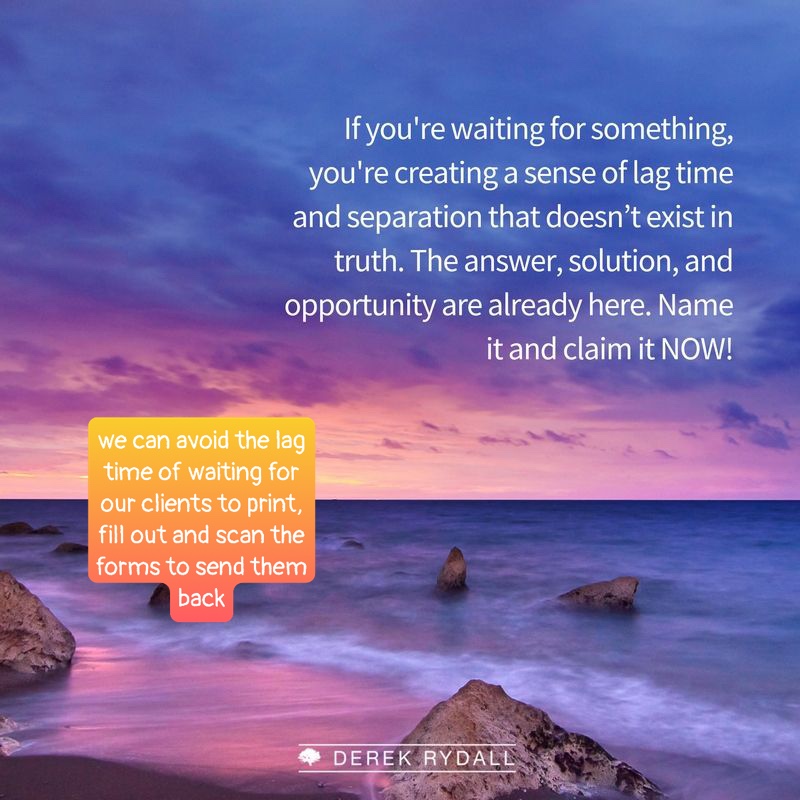 If you're waiting for something,
you're creating a sense of lag time
and separation that doesn’t exist in
truth. The answer, solution, and
opportunity are already here. Name
it and claim it NOW!
we can avoid the lag
time of waiting for
our clients to print,
fill out and scan the
forms to send them
back
DEREK RYDALL